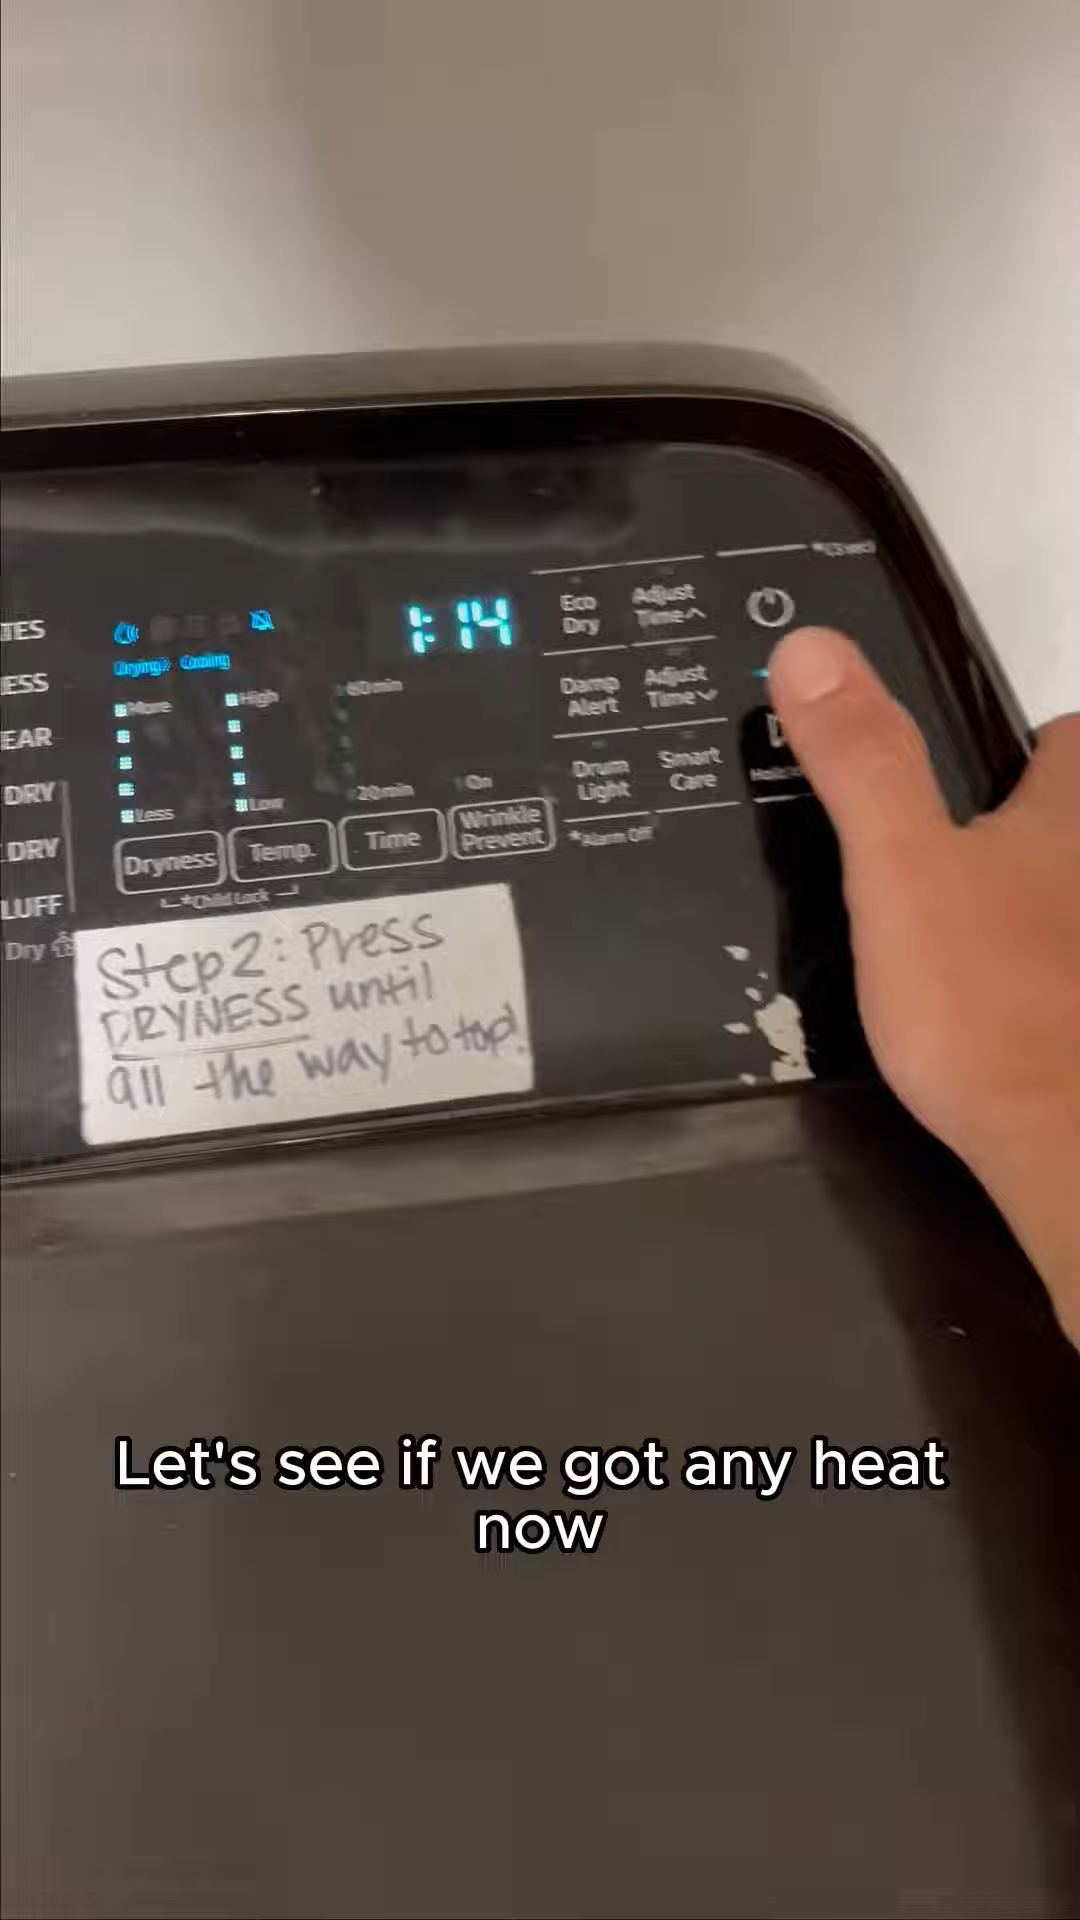 TES
ESS
EAR
DRY
DRY
LUFF
Dry
Drying Cooling
1:14
More
High
60min
Less
Low
20min
On
Dryness
Temp.
Time
Wrinkle
Prevent
*Child Lock
Eco
Dry
Adjust
Time
Damp
Alert
Adjust
Time
Drum
Light
Smart
Care
*Alarm Off
Step 2: Press
DRYNESS until
all the way to top!
Let's see if we got any heat
now